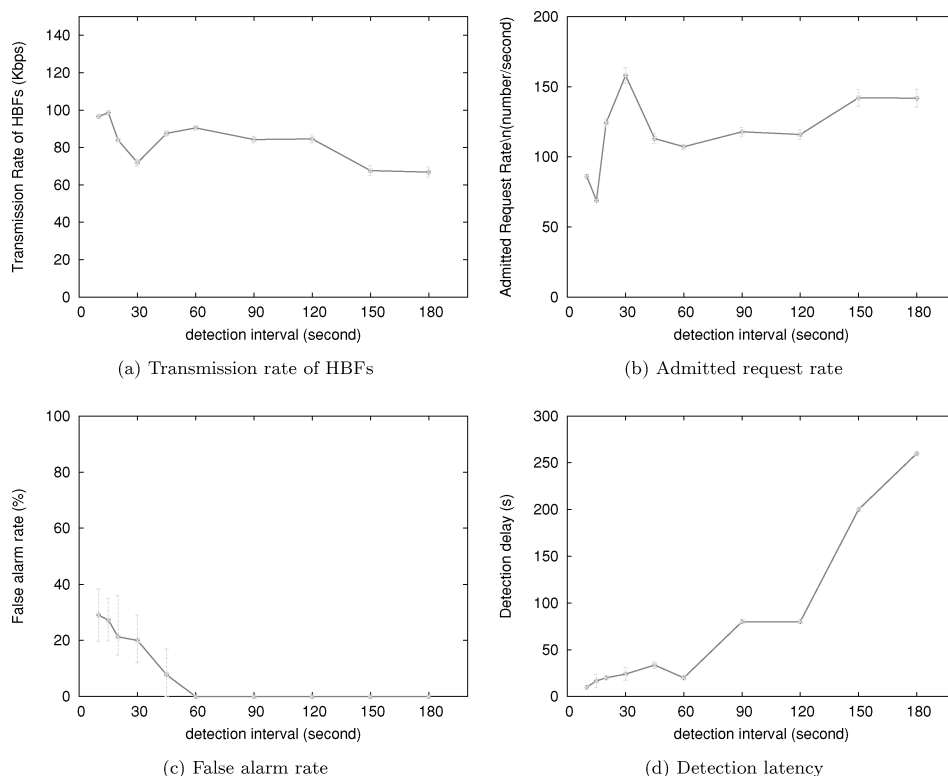 Transmission Rate of HBFs (Kbps)
140
120
100
80
60
40
20
0
0 30 60 90 120 150 180
detection interval (second)
(a) Transmission rate of HBFs
Admitted Request Rate\n(number/second)
200
150
100
50
0
0 30 60 90 120 150 180
detection interval (second)
(b) Admitted request rate
False alarm rate (%)
100
80
60
40
20
0
0 30 60 90 120 150 180
detection interval (second)
(c) False alarm rate
Detection delay (s)
300
250
200
150
100
50
0
0 30 60 90 120 150 180
detection interval (second)
(d) Detection latency